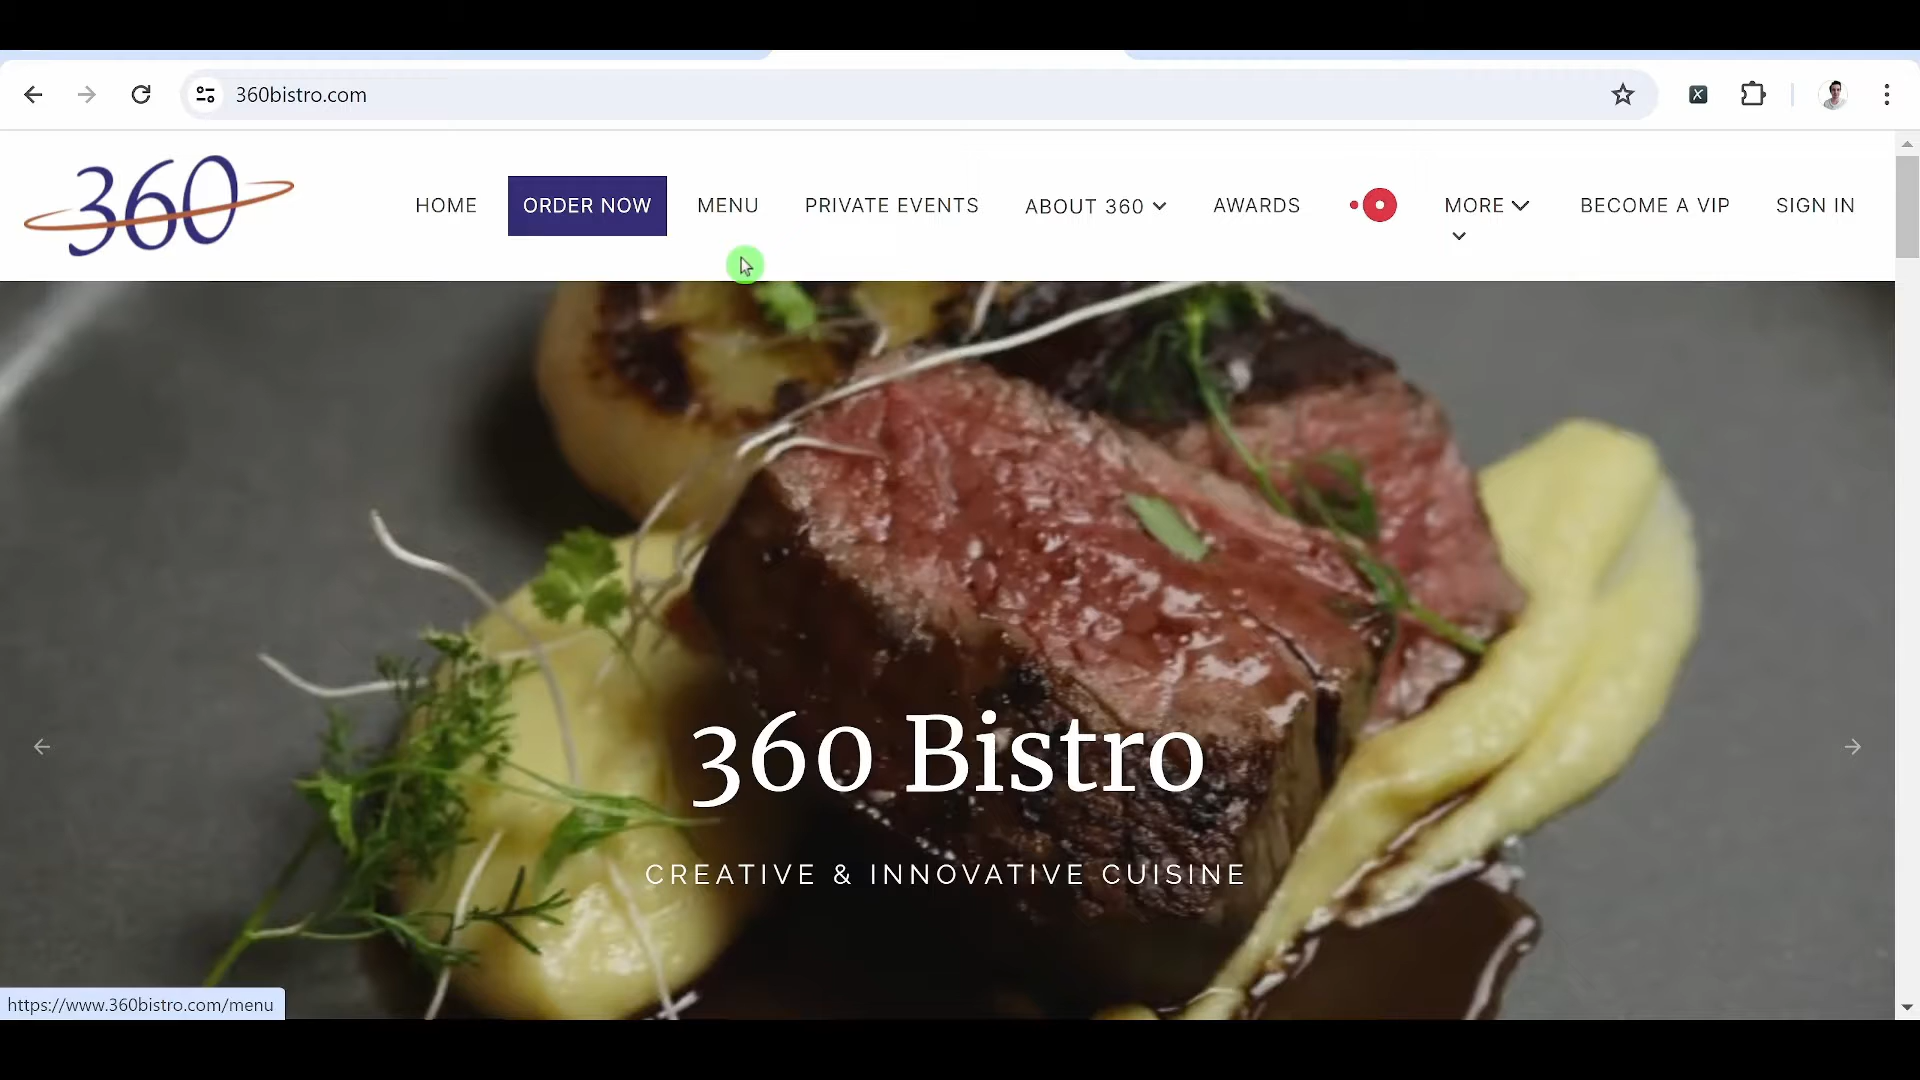 360bistro.com
360
HOME ORDER NOW MENU PRIVATE EVENTS ABOUT 360 AWARDS MORE BECOME A VIP SIGN IN
360 Bistro
CREATIVE & INNOVATIVE CUISINE
https://www.360bistro.com/menu